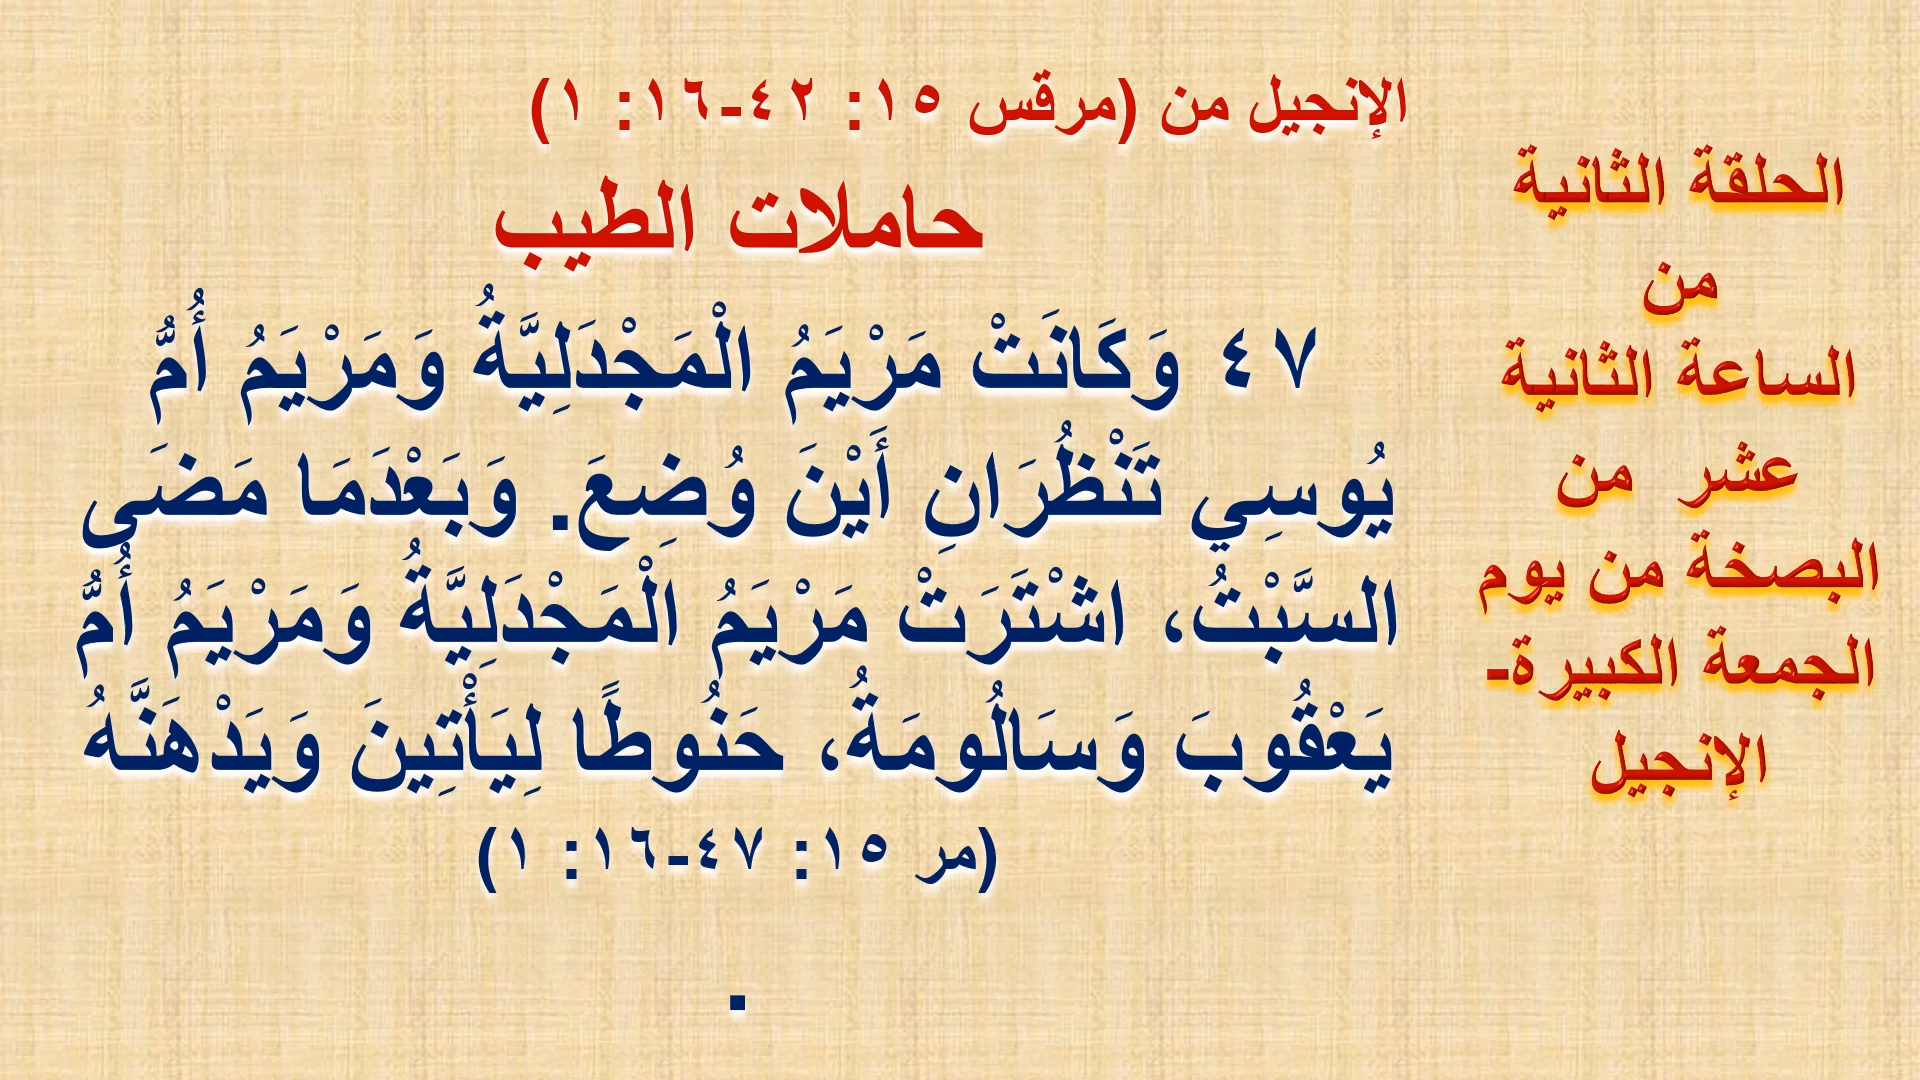 الإنجيل من (مرقس ١٥: ٤٢-١٦: ١)
حاملات الطيب
٤٧ وَكَانَتْ مَرْيَمُ الْمَجْدَلِيَّةُ وَمَرْيَمُ أُمُّ
يُوسِي تَنْظُرَانِ أَيْنَ وُضِعَ. وَبَعْدَمَا مَضَى
السَّبْتُ، اشْتَرَتْ مَرْيَمُ الْمَجْدَلِيَّةُ وَمَرْيَمُ أُمُّ
يَعْقُوبَ وَسَالُومَةُ، حَنُوطًا لِيَأْتِينَ وَيَدْهَنَّهُ
(مر ١٥: ٤٧-١٦: ١)
.
الحلقة الثانية
من
الساعة الثانية
عشر من
البصخة من يوم
الجمعة الكبيرة-
الإنجيل